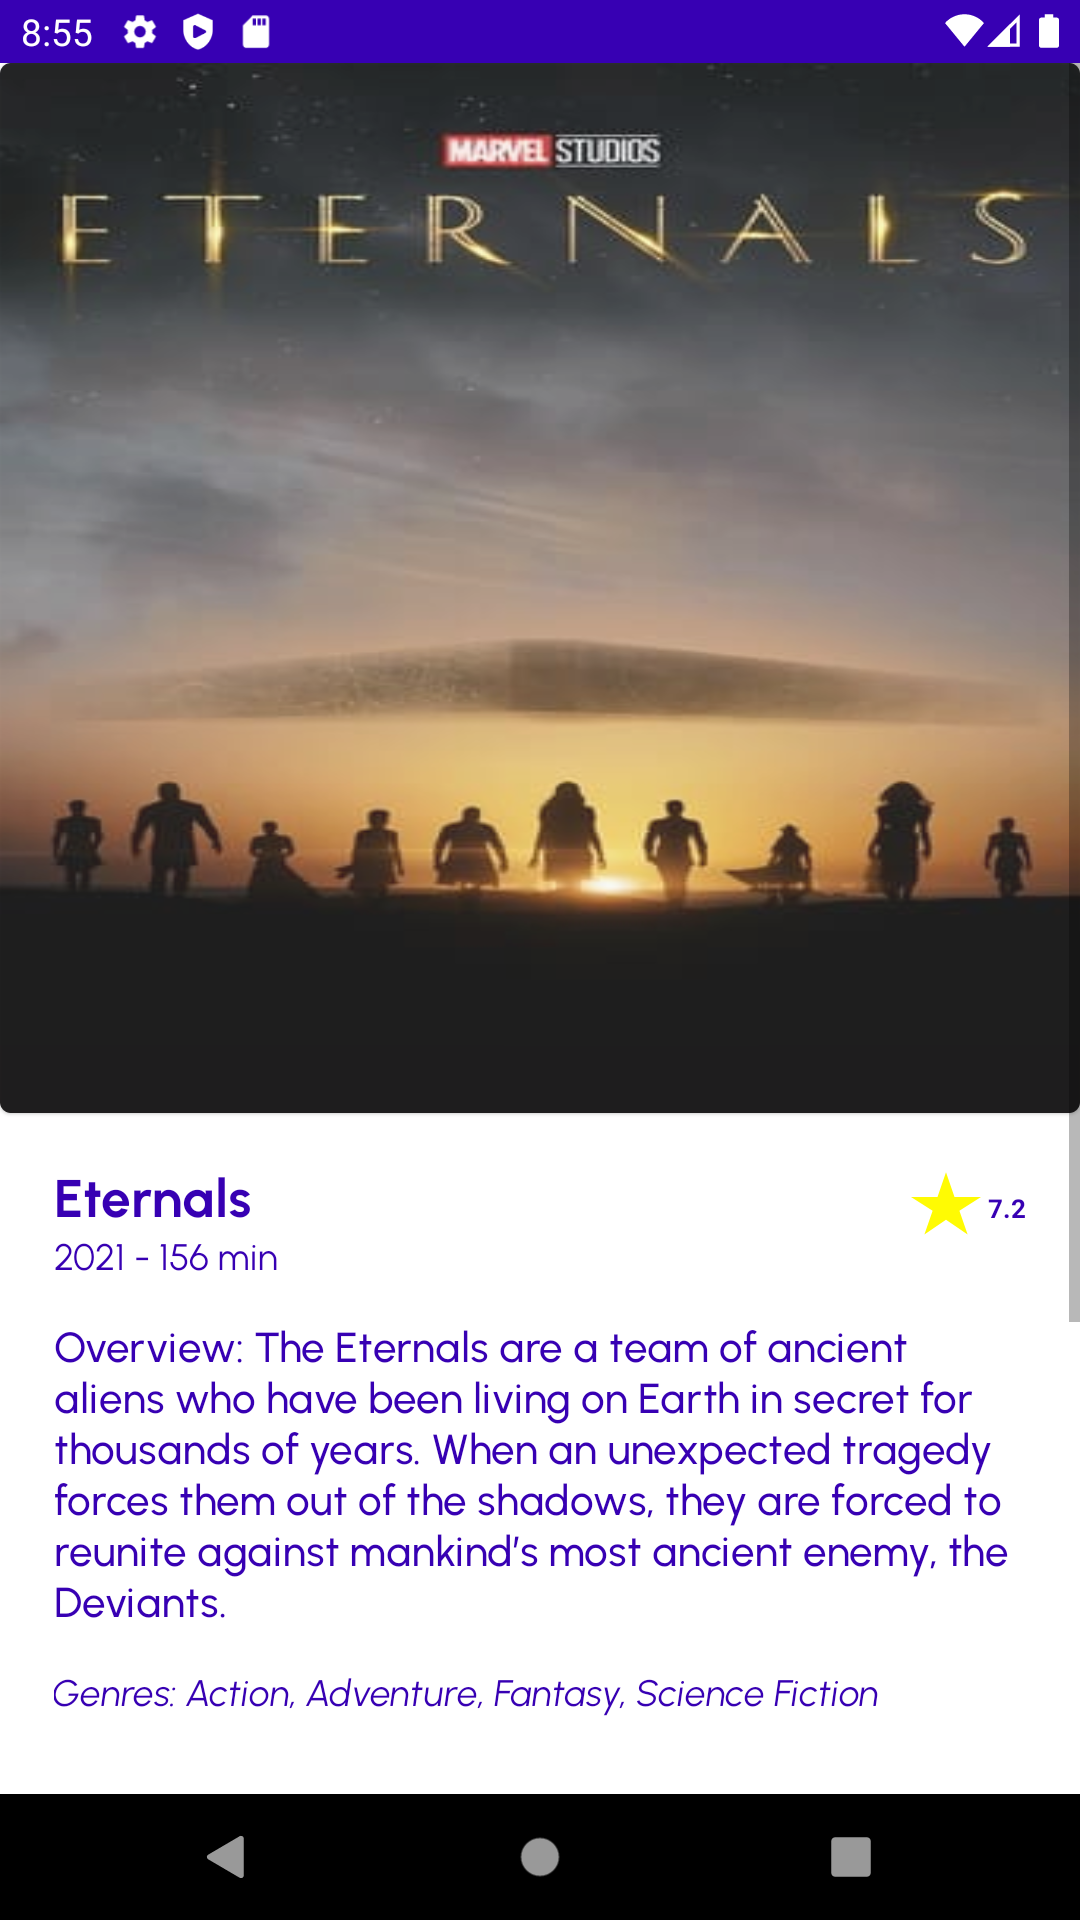 8:55
MARVEL STUDIOS
ETERNALS
Eternals
7.2
2021 - 156 min
Overview: The Eternals are a team of ancient
aliens who have been living on Earth in secret for
thousands of years. When an unexpected tragedy
forces them out of the shadows, they are forced to
reunite against mankind’s most ancient enemy, the
Deviants.
Genres: Action, Adventure, Fantasy, Science Fiction